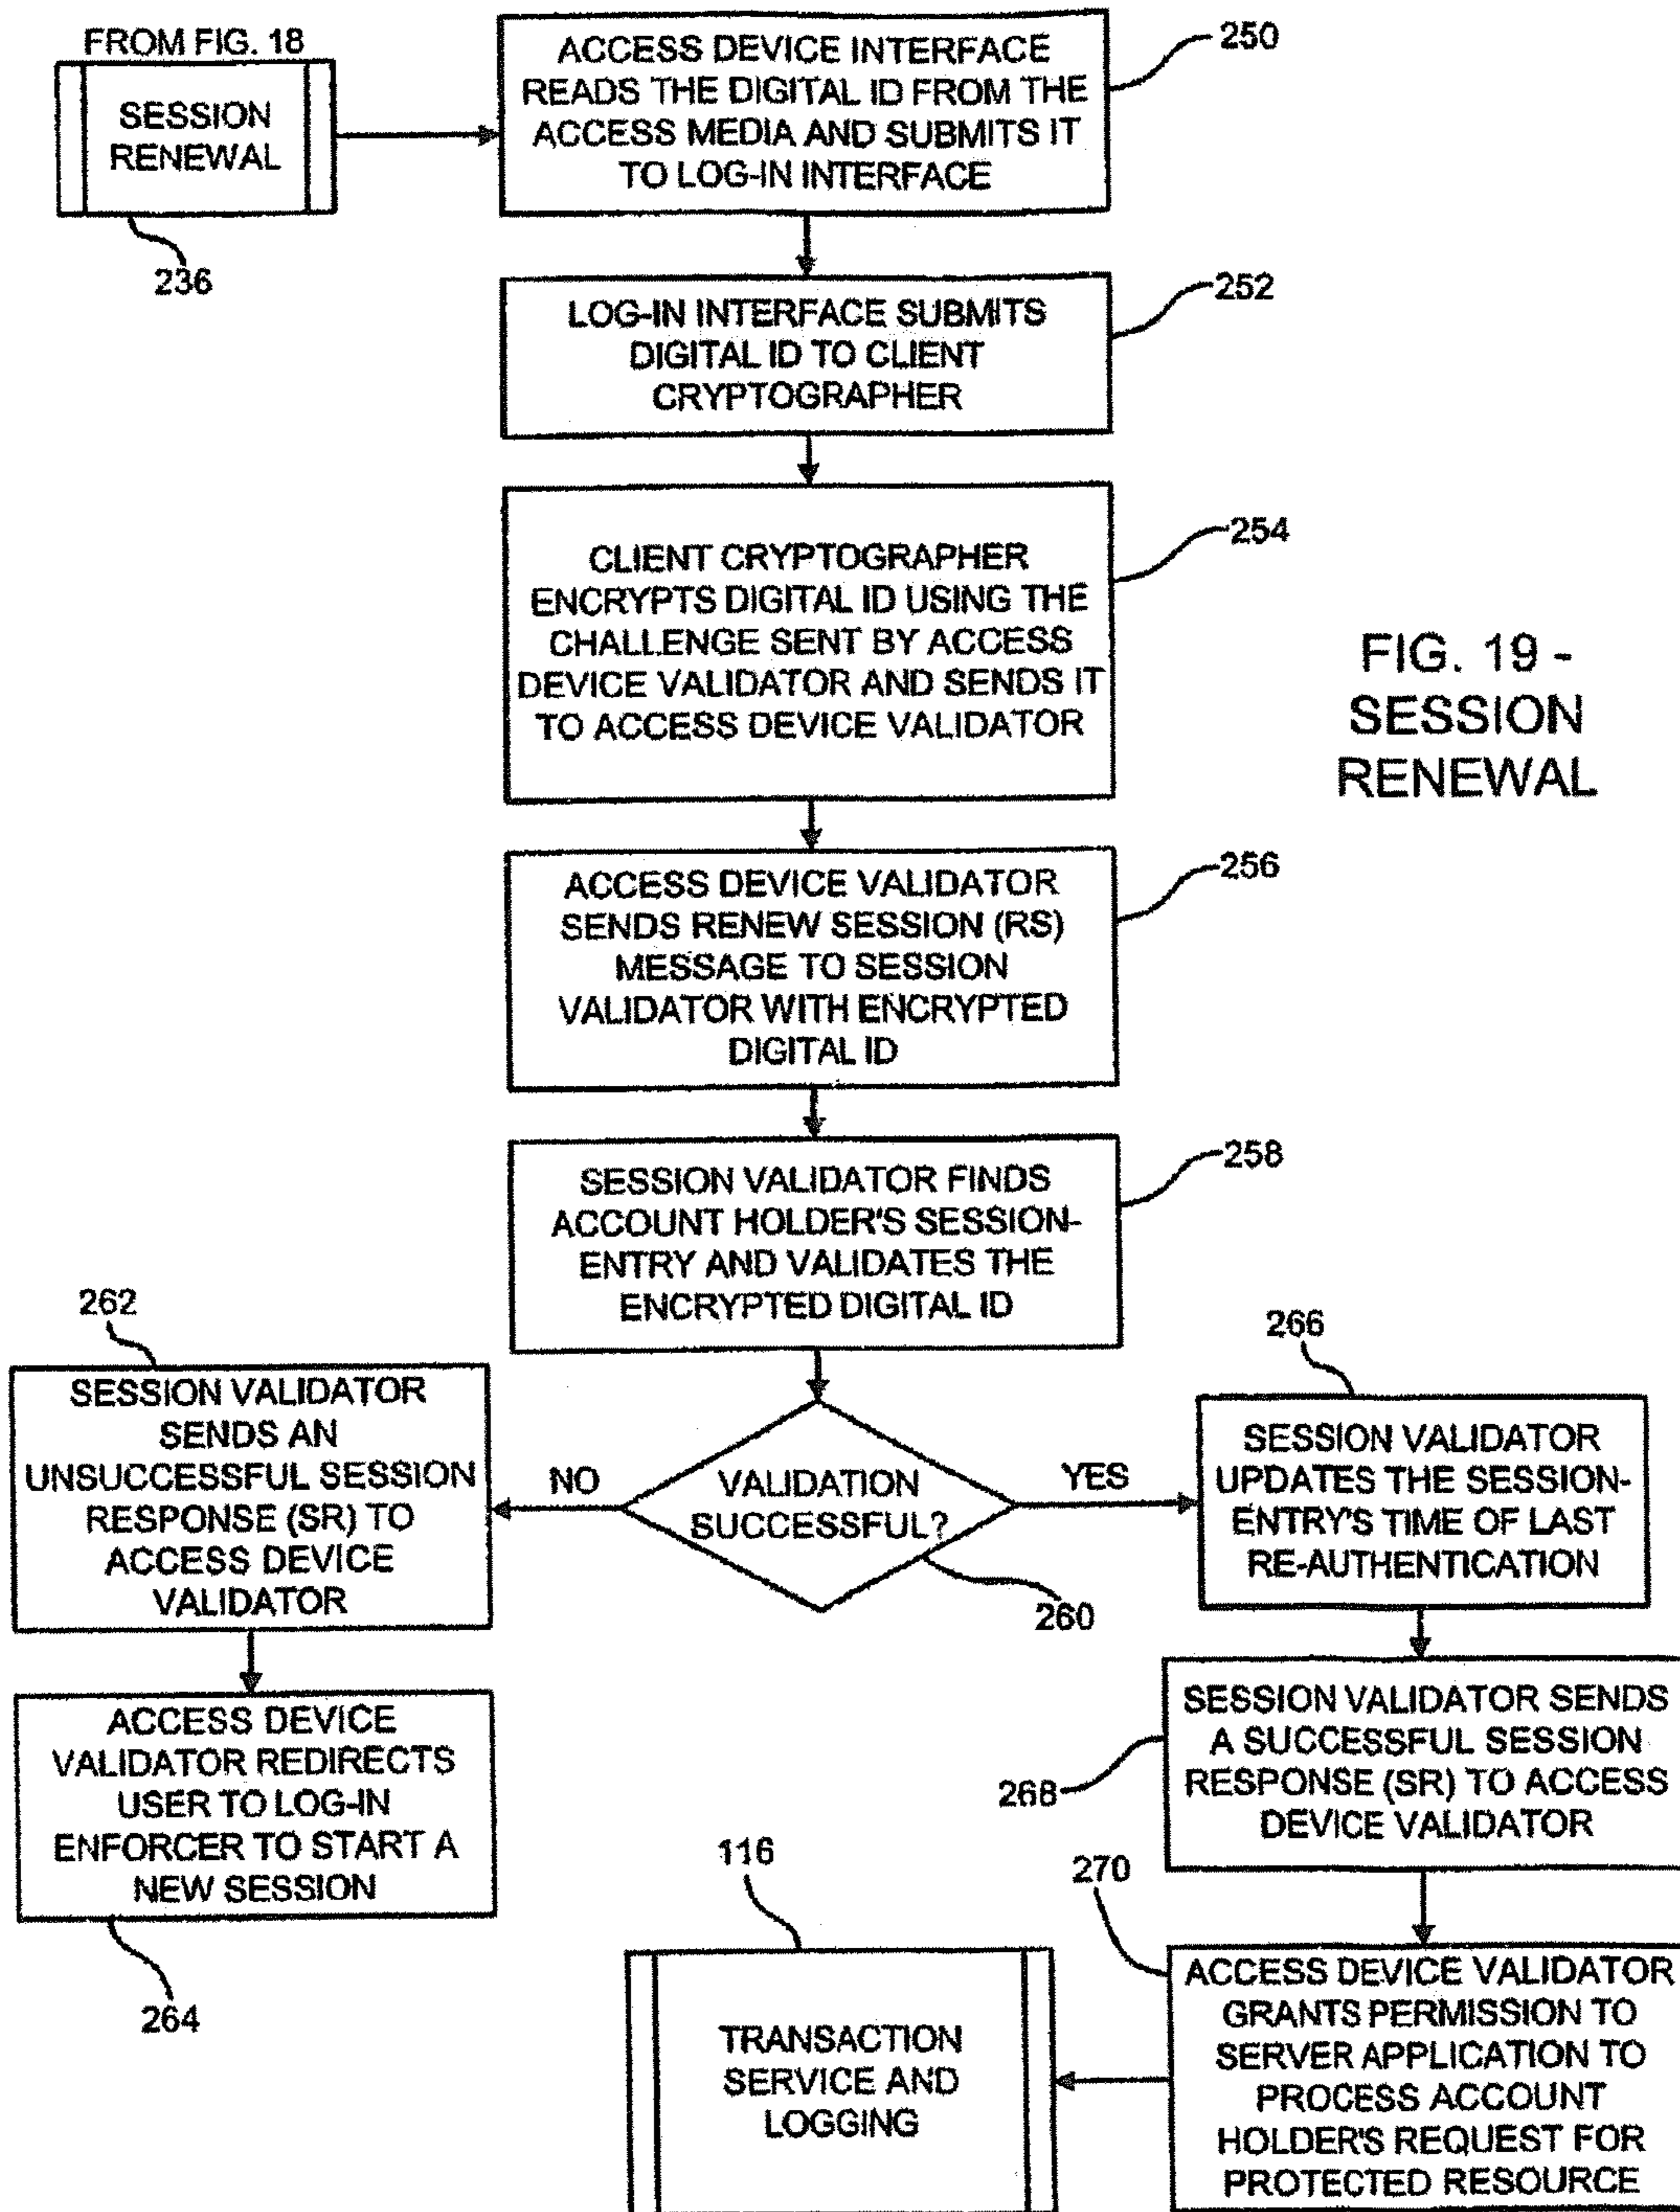 FROM FIG. 18
SESSION
RENEWAL
236
ACCESS DEVICE INTERFACE
READS THE DIGITAL ID FROM THE
ACCESS MEDIA AND SUBMITS IT
TO LOG-IN INTERFACE
250
LOG-IN INTERFACE SUBMITS
DIGITAL ID TO CLIENT
CRYPTOGRAPHER
252
CLIENT CRYPTOGRAPHER
ENCRYPTS DIGITAL ID USING THE
CHALLENGE SENT BY ACCESS
DEVICE VALIDATOR AND SENDS IT
TO ACCESS DEVICE VALIDATOR
254
FIG. 19 -
SESSION
RENEWAL
ACCESS DEVICE VALIDATOR
SENDS RENEW SESSION (RS)
MESSAGE TO SESSION
VALIDATOR WITH ENCRYPTED
DIGITAL ID
256
SESSION VALIDATOR FINDS
ACCOUNT HOLDER'S SESSION-
ENTRY AND VALIDATES THE
ENCRYPTED DIGITAL ID
258
VALIDATION
SUCCESSFUL?
260
NO
YES
262
SESSION VALIDATOR
SENDS AN
UNSUCCESSFUL SESSION
RESPONSE (SR) TO
ACCESS DEVICE
VALIDATOR
ACCESS DEVICE
VALIDATOR REDIRECTS
USER TO LOG-IN
ENFORCER TO START A
NEW SESSION
264
266
SESSION VALIDATOR
UPDATES THE SESSION-
ENTRY'S TIME OF LAST
RE-AUTHENTICATION
SESSION VALIDATOR SENDS
A SUCCESSFUL SESSION
RESPONSE (SR) TO ACCESS
DEVICE VALIDATOR
268
270
ACCESS DEVICE VALIDATOR
GRANTS PERMISSION TO
SERVER APPLICATION TO
PROCESS ACCOUNT
HOLDER'S REQUEST FOR
PROTECTED RESOURCE
116
TRANSACTION
SERVICE AND
LOGGING